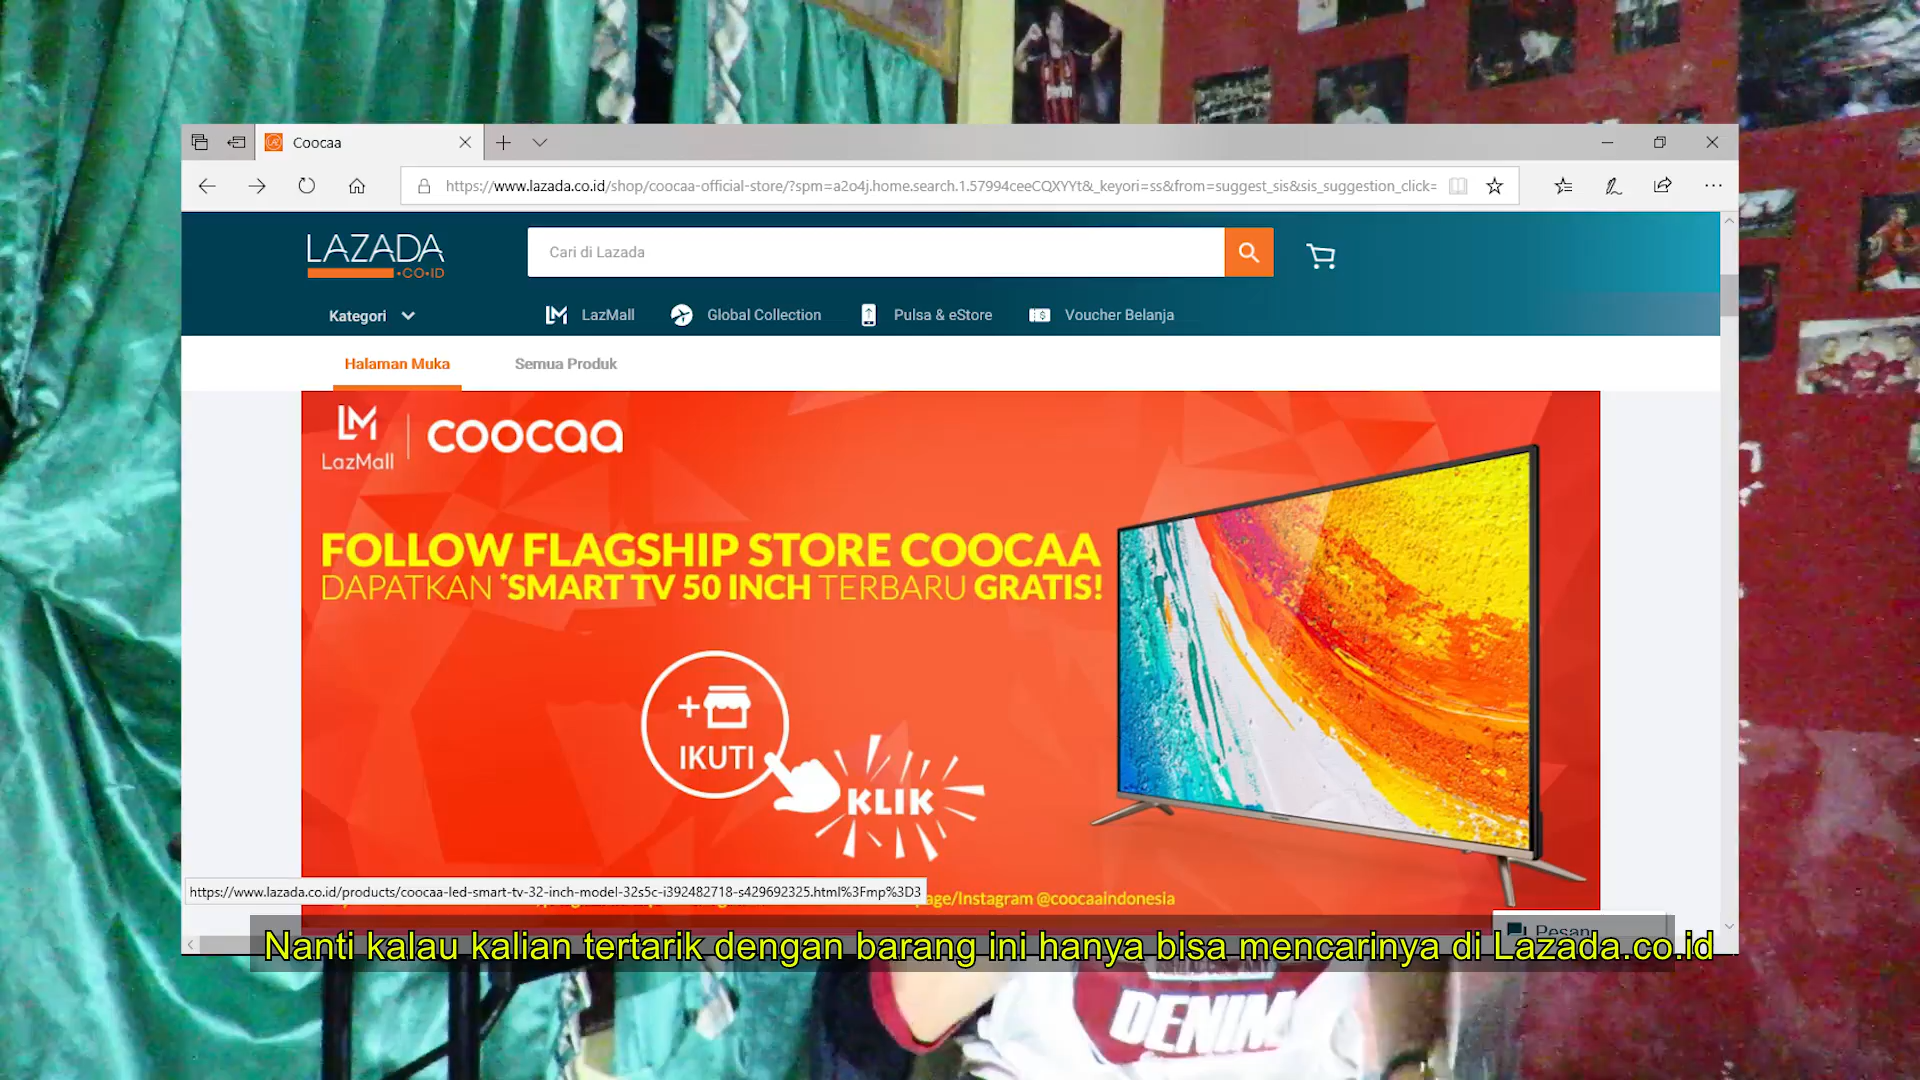 Coocaa
https://www.lazada.co.id/shop/coocaa-official-store/?spm=a2o4j.home.search.1.57994ceeCQXYYt&_keyori=ss&from=suggest_sis&sis_suggestion_click=
LAZADA
•CO•ID
Cari di Lazada
Kategori
LazMall
Global Collection
Pulsa & eStore
Voucher Belanja
Halaman Muka
Semua Produk
LazMall
coocaa
FOLLOW FLAGSHIP STORE COOCAA
DAPATKAN *SMART TV 50 INCH TERBARU GRATIS!
+
IKUTI
KLIK
https://www.lazada.co.id/products/coocaa-led-smart-tv-32-inch-model-32s5c-i392482718-s429692325.html%3Fmp%3D3
page/Instagram @coocaaindonesia
Pesan
Nanti kalau kalian tertarik dengan barang ini hanya bisa mencarinya di Lazada.co.id
DENIM